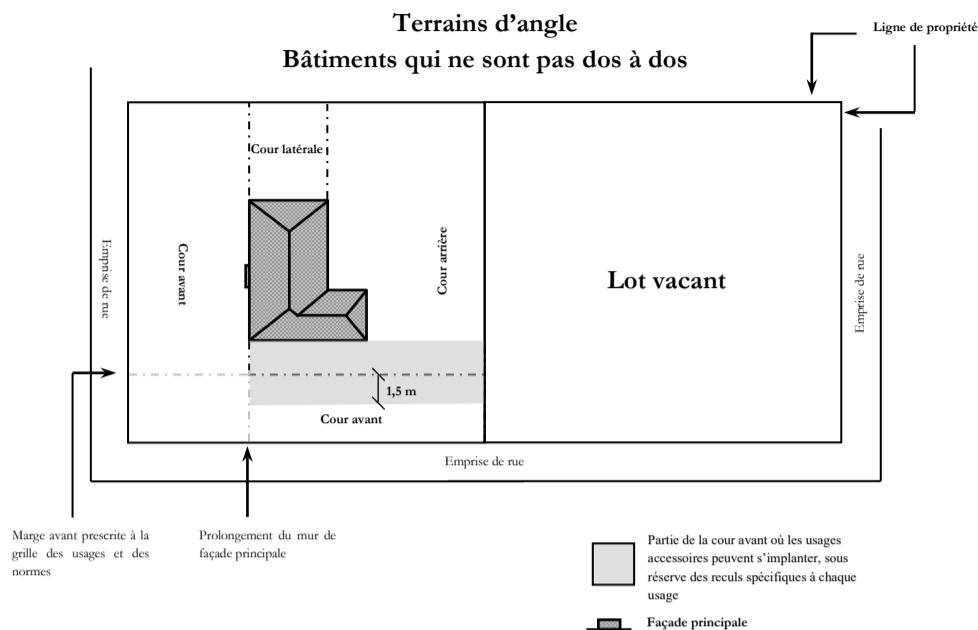 Terrains d'angle
Bâtiments qui ne sont pas dos à dos
Ligne de propriété
Cour latérale
Emprise de rue
Cour avant
Cour arrière
Lot vacant
Emprise de rue
1,5 m
Cour avant
Emprise de rue
Marge avant prescrite à la
grille des usages et des
normes
Prolongement du mur de
façade principale
Partie de la cour avant où les usages
accessoires peuvent s'implanter, sous
réserve des reculs spécifiques à chaque
usage
Façade principale